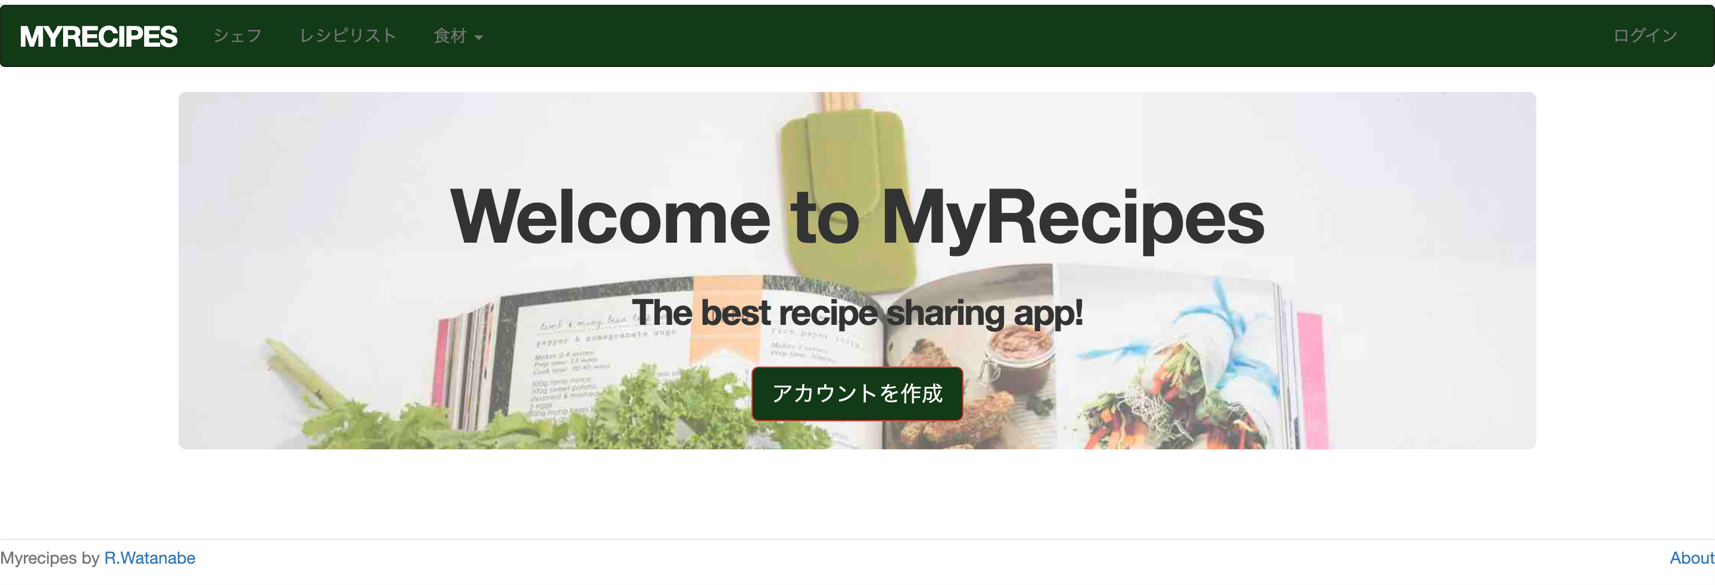 MYRECIPES シェフ レシピリスト 食材 ログイン
Welcome to MyRecipes
The best recipe sharing app!
アカウントを作成
Myrecipes by R.Watanabe About